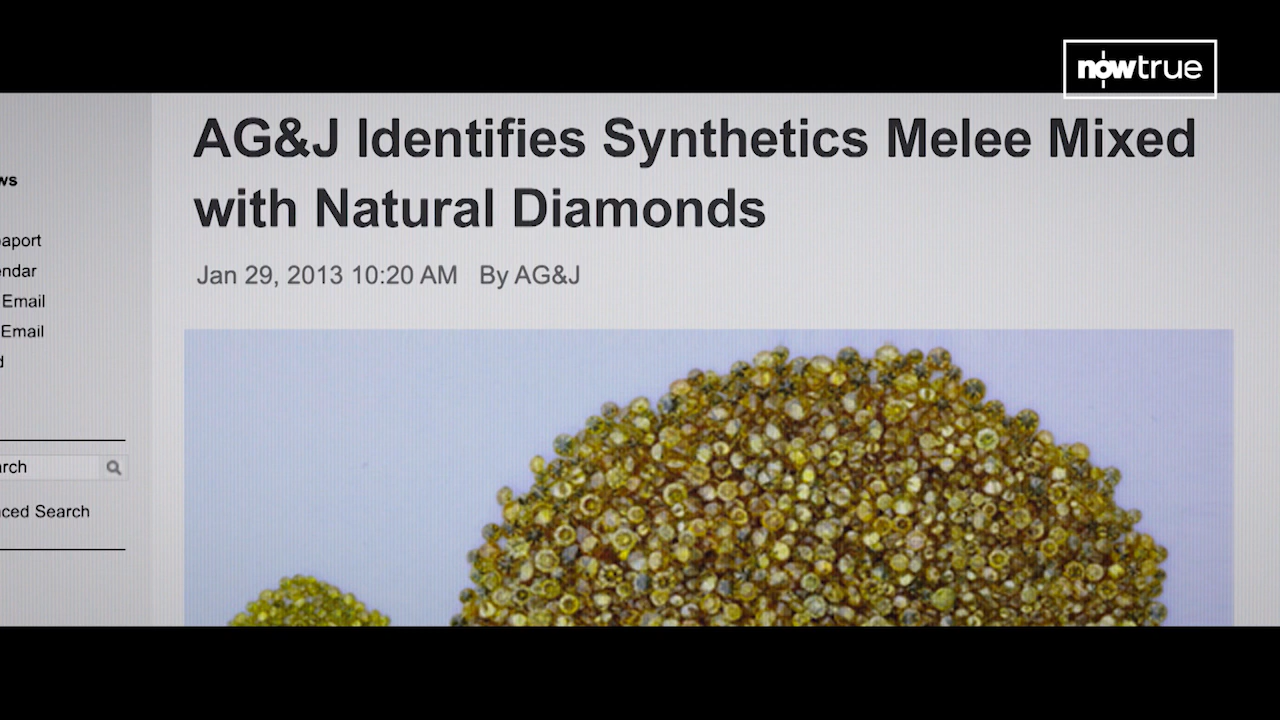 nowtrue
AG&J Identifies Synthetics Melee Mixed
with Natural Diamonds
Jan 29, 2013 10:20 AM By AG&J
ws
aport
endar
Email
Email
d
arch
ced Search